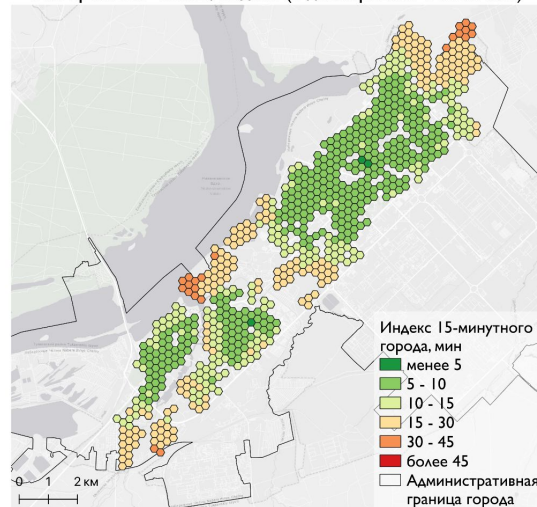 Индекс 15-минутного
города, мин
менее 5
5 - 10
10 - 15
15 - 30
30 - 45
более 45
Административная
граница города
0 1 2 км